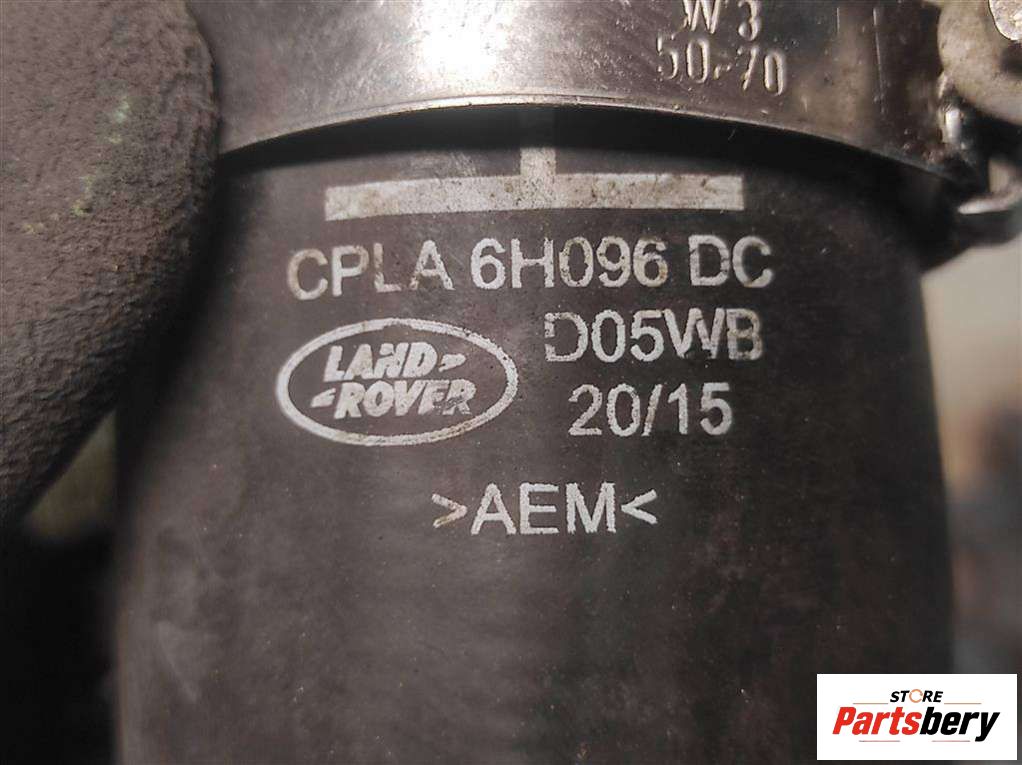 W3
50-70
CPLA 6H096 DC
LAND
ROVER
D05WB
20/15
>AEM<
STORE
Partsbery